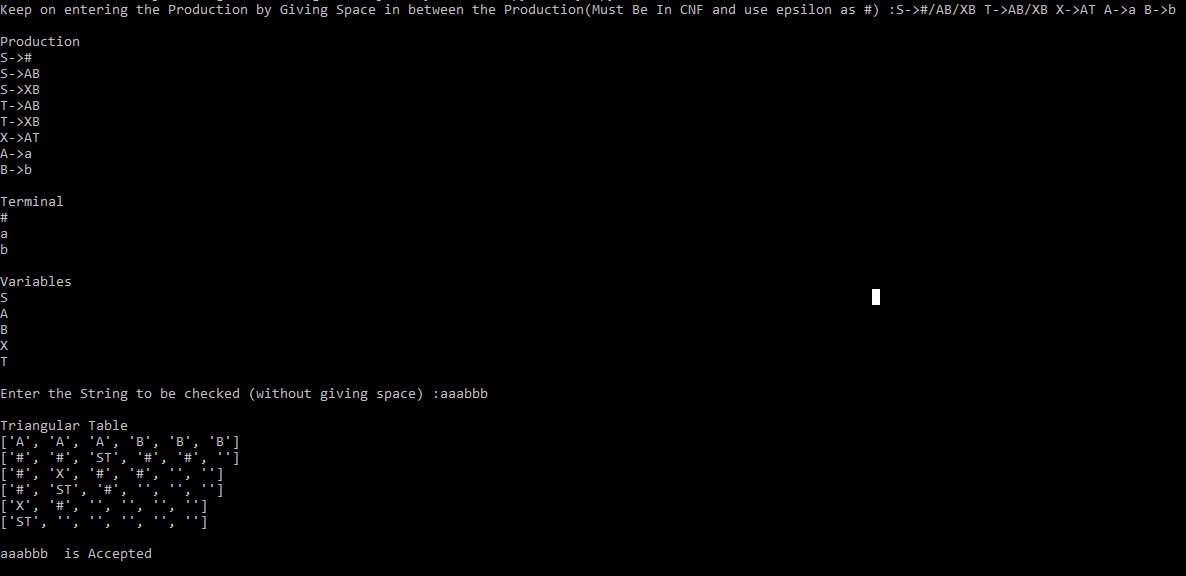 Keep on entering the Production by Giving Space in between the Production(Must Be In CNF and use epsilon as #) :S->#/AB/XB T->AB/XB X->AT A->a B->b
Production
S->#
S->AB
S->XB
T->AB
T->XB
X->AT
A->a
B->b
Terminal
#
a
b
Variables
S
A
B
X
T
Enter the String to be checked (without giving space) :aaabbb
Triangular Table
['A', 'A', 'A', 'B', 'B', 'B']
['#', '#', 'ST', '#', '#', '']
['#', 'X', '#', '#', '', '']
['#', 'ST', '#', '', '', '']
['X', '#', '', '', '', '']
['ST', '', '', '', '', '']
aaabbb  is Accepted